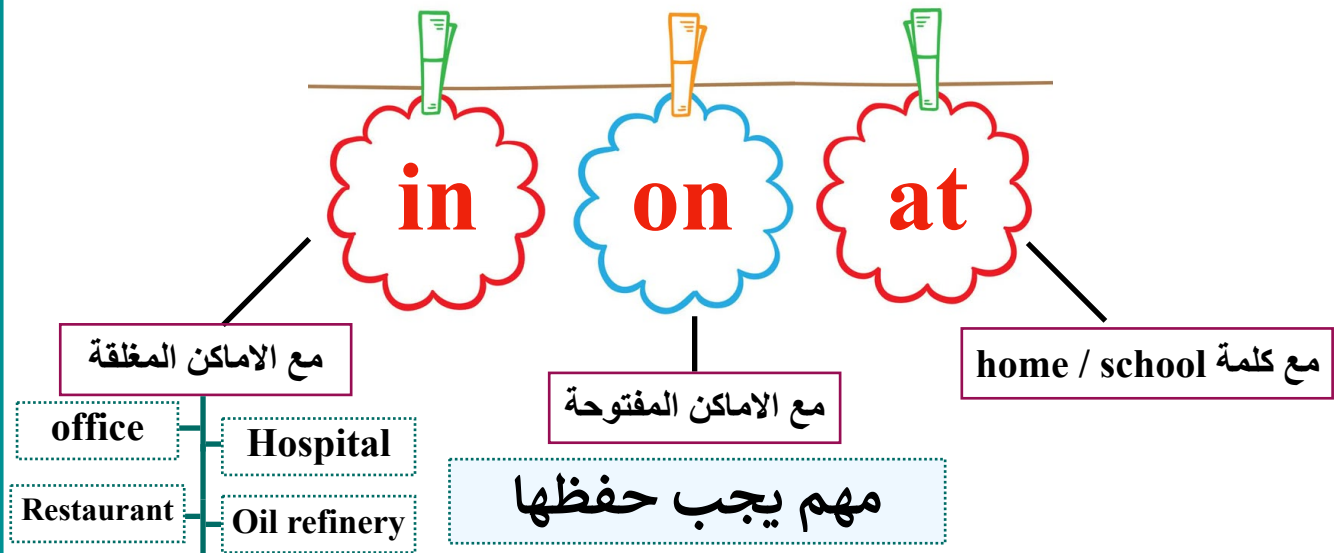 in
on
at
مع الاماكن المغلقة
مع الاماكن المفتوحة
مع كلمة home / school
office
Hospital
Restaurant
Oil refinery
مهم يجب حفظها